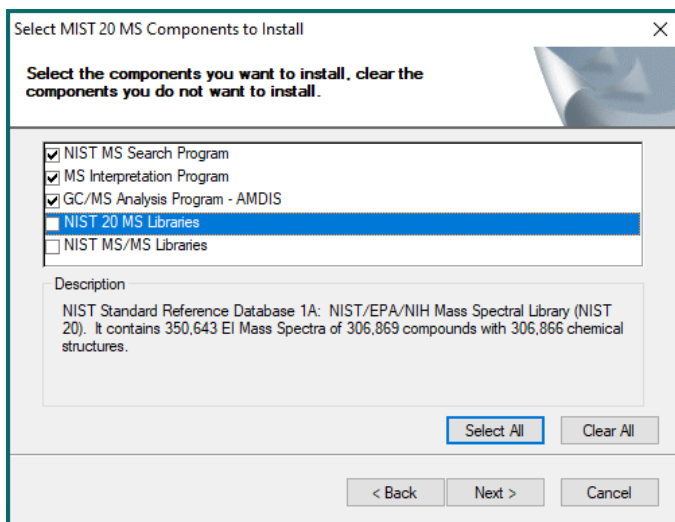 Select MIST 20 MS Components to Install
Select the components you want to install, clear the
components you do not want to install.
NIST MS Search Program
MS Interpretation Program
GC/MS Analysis Program - AMDIS
NIST 20 MS Libraries
NIST MS/MS Libraries
Description
NIST Standard Reference Database 1A: NIST/EPA/NIH Mass Spectral Library (NIST
20). It contains 350,643 EI Mass Spectra of 306,869 compounds with 306,866 chemical
structures.
Select All
Clear All
< Back
Next >
Cancel